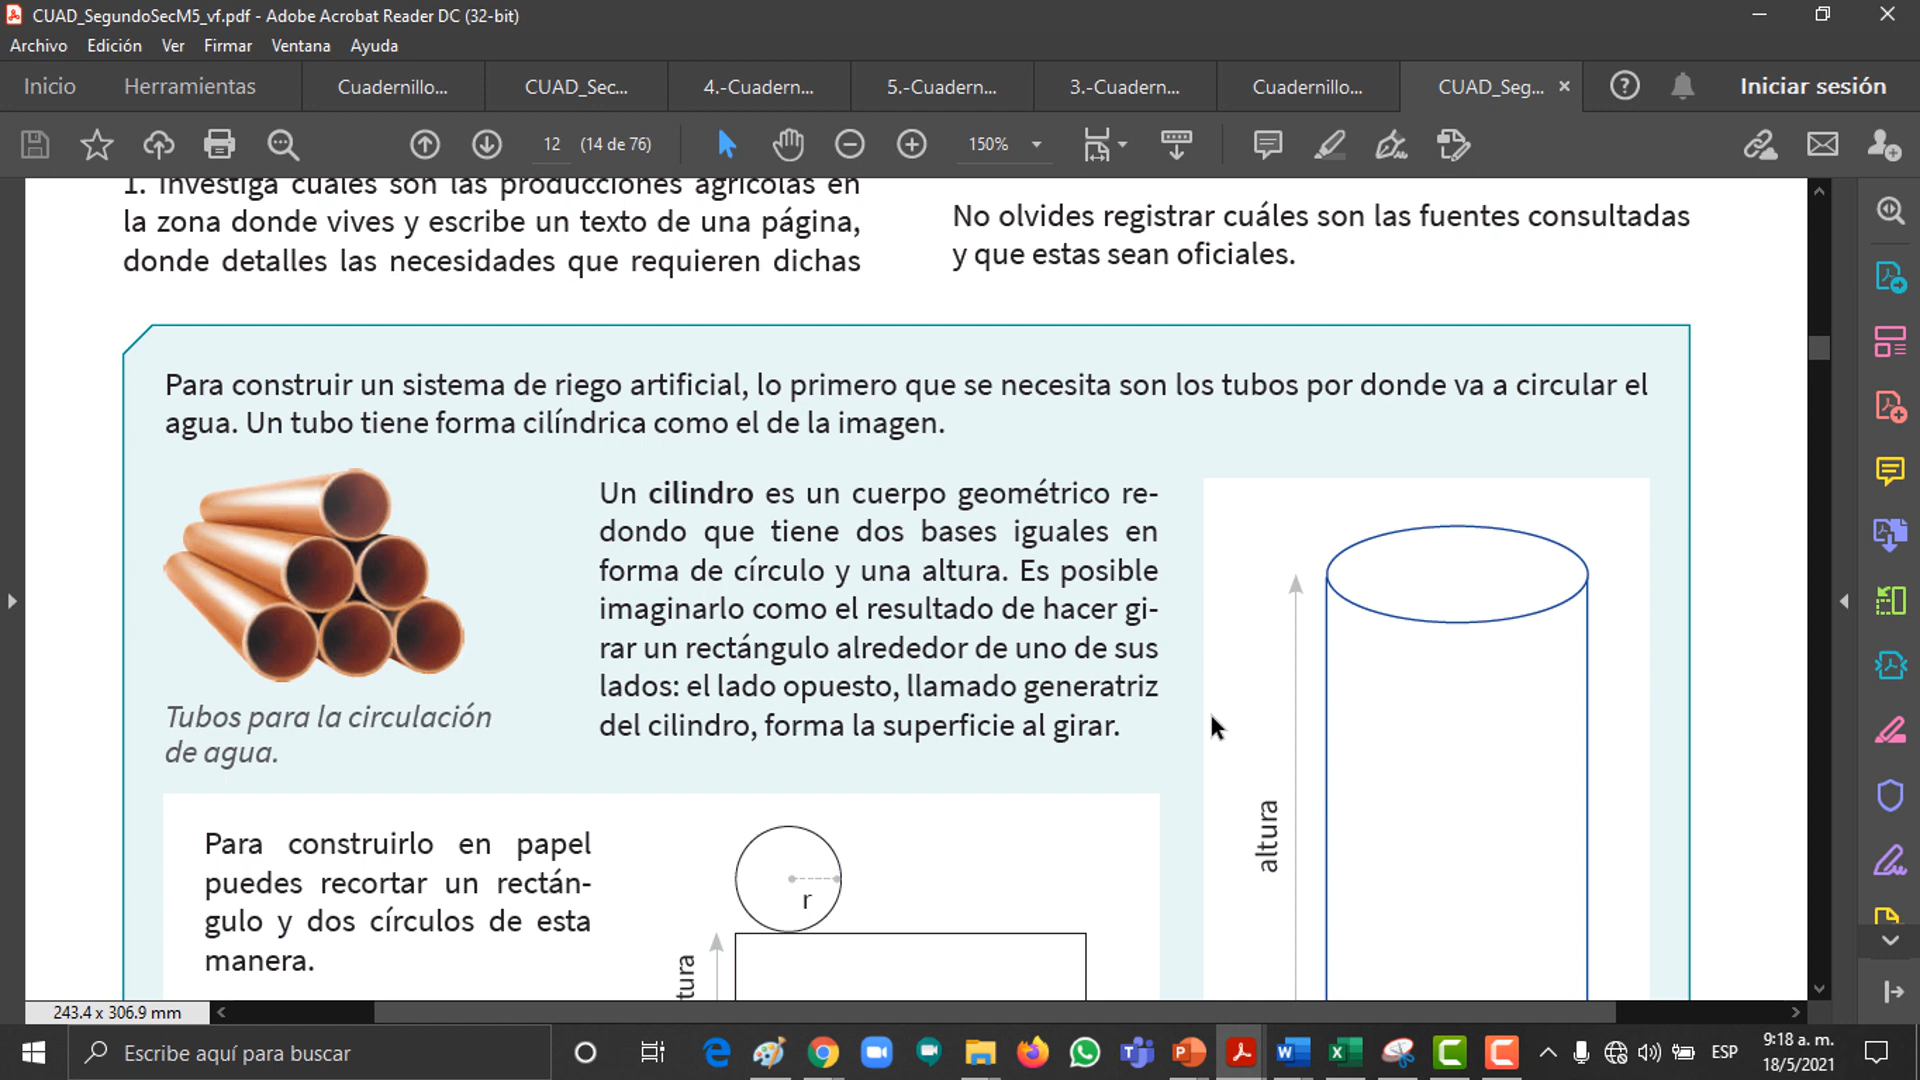 CUAD_SegundoSecM5_vf.pdf - Adobe Acrobat Reader DC (32-bit)
Archivo Edición Ver Firmar Ventana Ayuda
Inicio Herramientas Cuadernillo... CUAD_Sec... 4.-Cuadern... 5.-Cuadern... 3.-Cuadern... Cuadernillo... CUAD_Seg... Iniciar sesión
12 (14 de 76) 150%
1. Investiga cuáles son las producciones agrícolas en
la zona donde vives y escribe un texto de una página,
donde detalles las necesidades que requieren dichas
No olvides registrar cuáles son las fuentes consultadas
y que estas sean oficiales.
Para construir un sistema de riego artificial, lo primero que se necesita son los tubos por donde va a circular el
agua. Un tubo tiene forma cilíndrica como el de la imagen.
Tubos para la circulación
de agua.
Un cilindro es un cuerpo geométrico re-
dondo que tiene dos bases iguales en
forma de círculo y una altura. Es posible
imaginarlo como el resultado de hacer gi-
rar un rectángulo alrededor de uno de sus
lados: el lado opuesto, llamado generatriz
del cilindro, forma la superficie al girar.
altura
Para construirlo en papel
puedes recortar un rectán-
gulo y dos círculos de esta
manera.
r
tura
243.4 x 306.9 mm
Escribe aquí para buscar
ESP
9:18 a. m.
18/5/2021